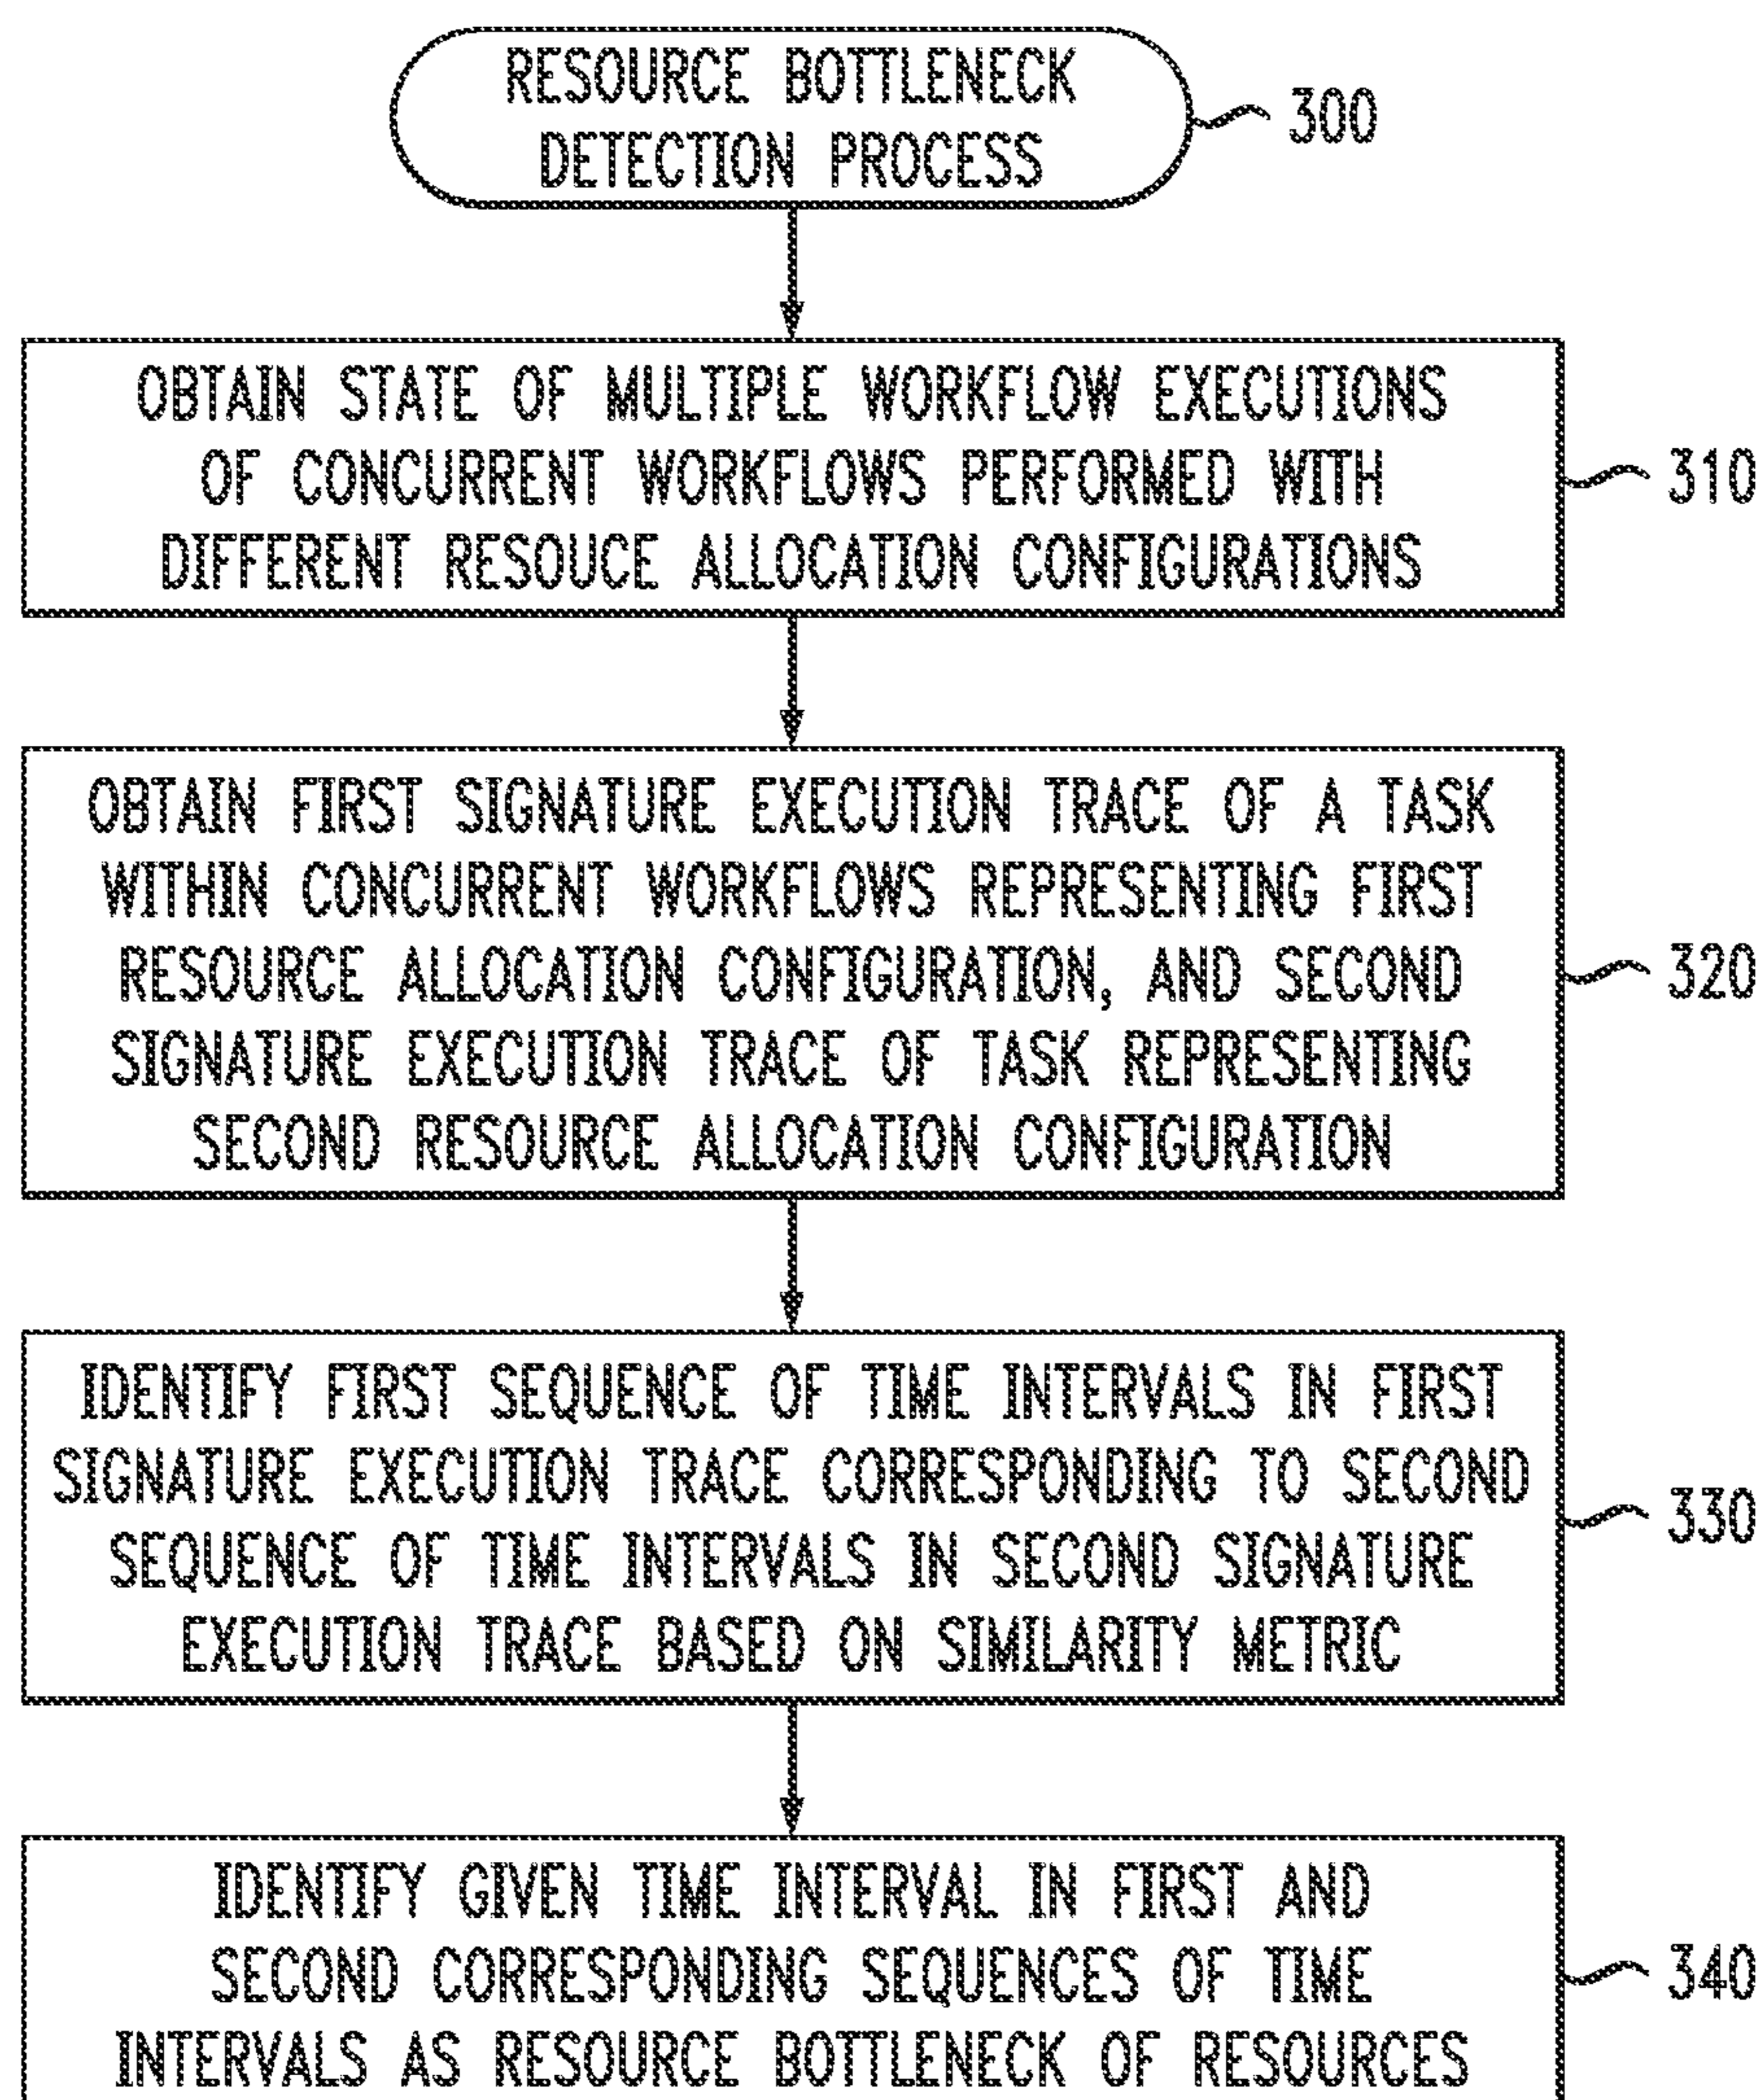 RESOURCE BOTTLENECK
DETECTION PROCESS
300
OBTAIN STATE OF MULTIPLE WORKFLOW EXECUTIONS
OF CONCURRENT WORKFLOWS PERFORMED WITH
DIFFERENT RESOUCE ALLOCATION CONFIGURATIONS
310
OBTAIN FIRST SIGNATURE EXECUTION TRACE OF A TASK
WITHIN CONCURRENT WORKFLOWS REPRESENTING FIRST
RESOURCE ALLOCATION CONFIGURATION, AND SECOND
SIGNATURE EXECUTION TRACE OF TASK REPRESENTING
SECOND RESOURCE ALLOCATION CONFIGURATION
320
IDENTIFY FIRST SEQUENCE OF TIME INTERVALS IN FIRST
SIGNATURE EXECUTION TRACE CORRESPONDING TO SECOND
SEQUENCE OF TIME INTERVALS IN SECOND SIGNATURE
EXECUTION TRACE BASED ON SIMILARITY METRIC
330
IDENTIFY GIVEN TIME INTERVAL IN FIRST AND
SECOND CORRESPONDING SEQUENCES OF TIME
INTERVALS AS RESOURCE BOTTLENECK OF RESOURCES
340